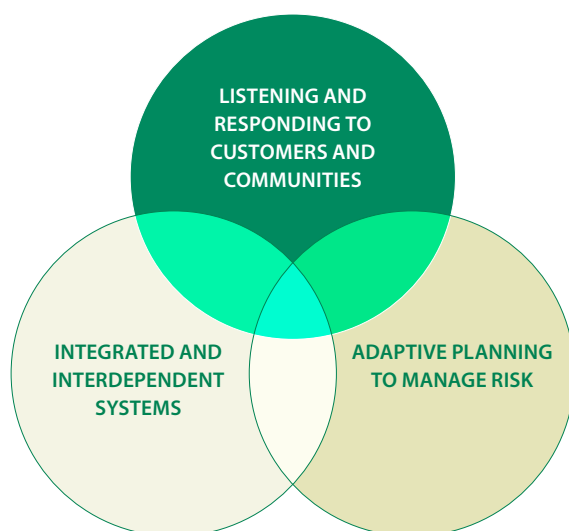 LISTENING AND
RESPONDING TO
CUSTOMERS AND
COMMUNITIES
INTEGRATED AND
INTERDEPENDENT
SYSTEMS
ADAPTIVE PLANNING
TO MANAGE RISK